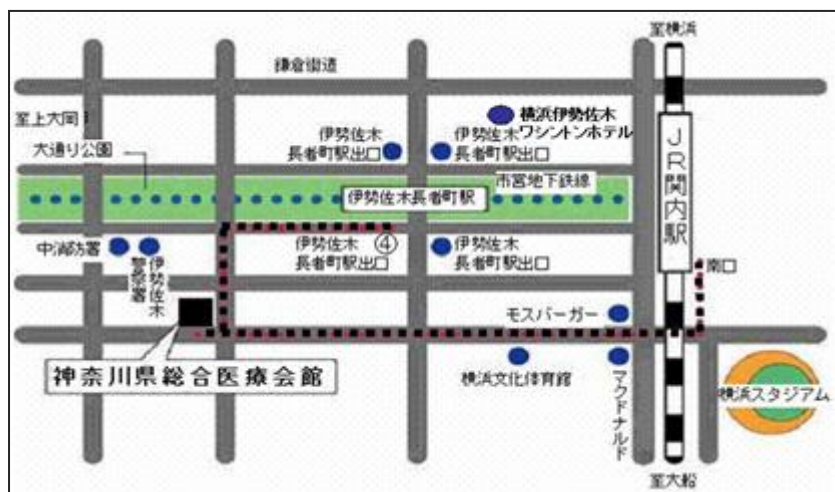 至横浜
鎌倉街道
横浜伊勢佐木
ワシントンホテル
至上大岡
伊勢佐木
長者町駅出口
伊勢佐木
長者町駅出口
大通り公園
市営地下鉄線
JR関内駅
伊勢佐木長者町駅
中消防署
伊勢佐木
警察署
伊勢佐木
長者町駅出口
④
伊勢佐木
長者町駅出口
南口
モスバーガー
神奈川県総合医療会館
横浜文化体育館
マクドナルド
横浜スタジアム
至大船